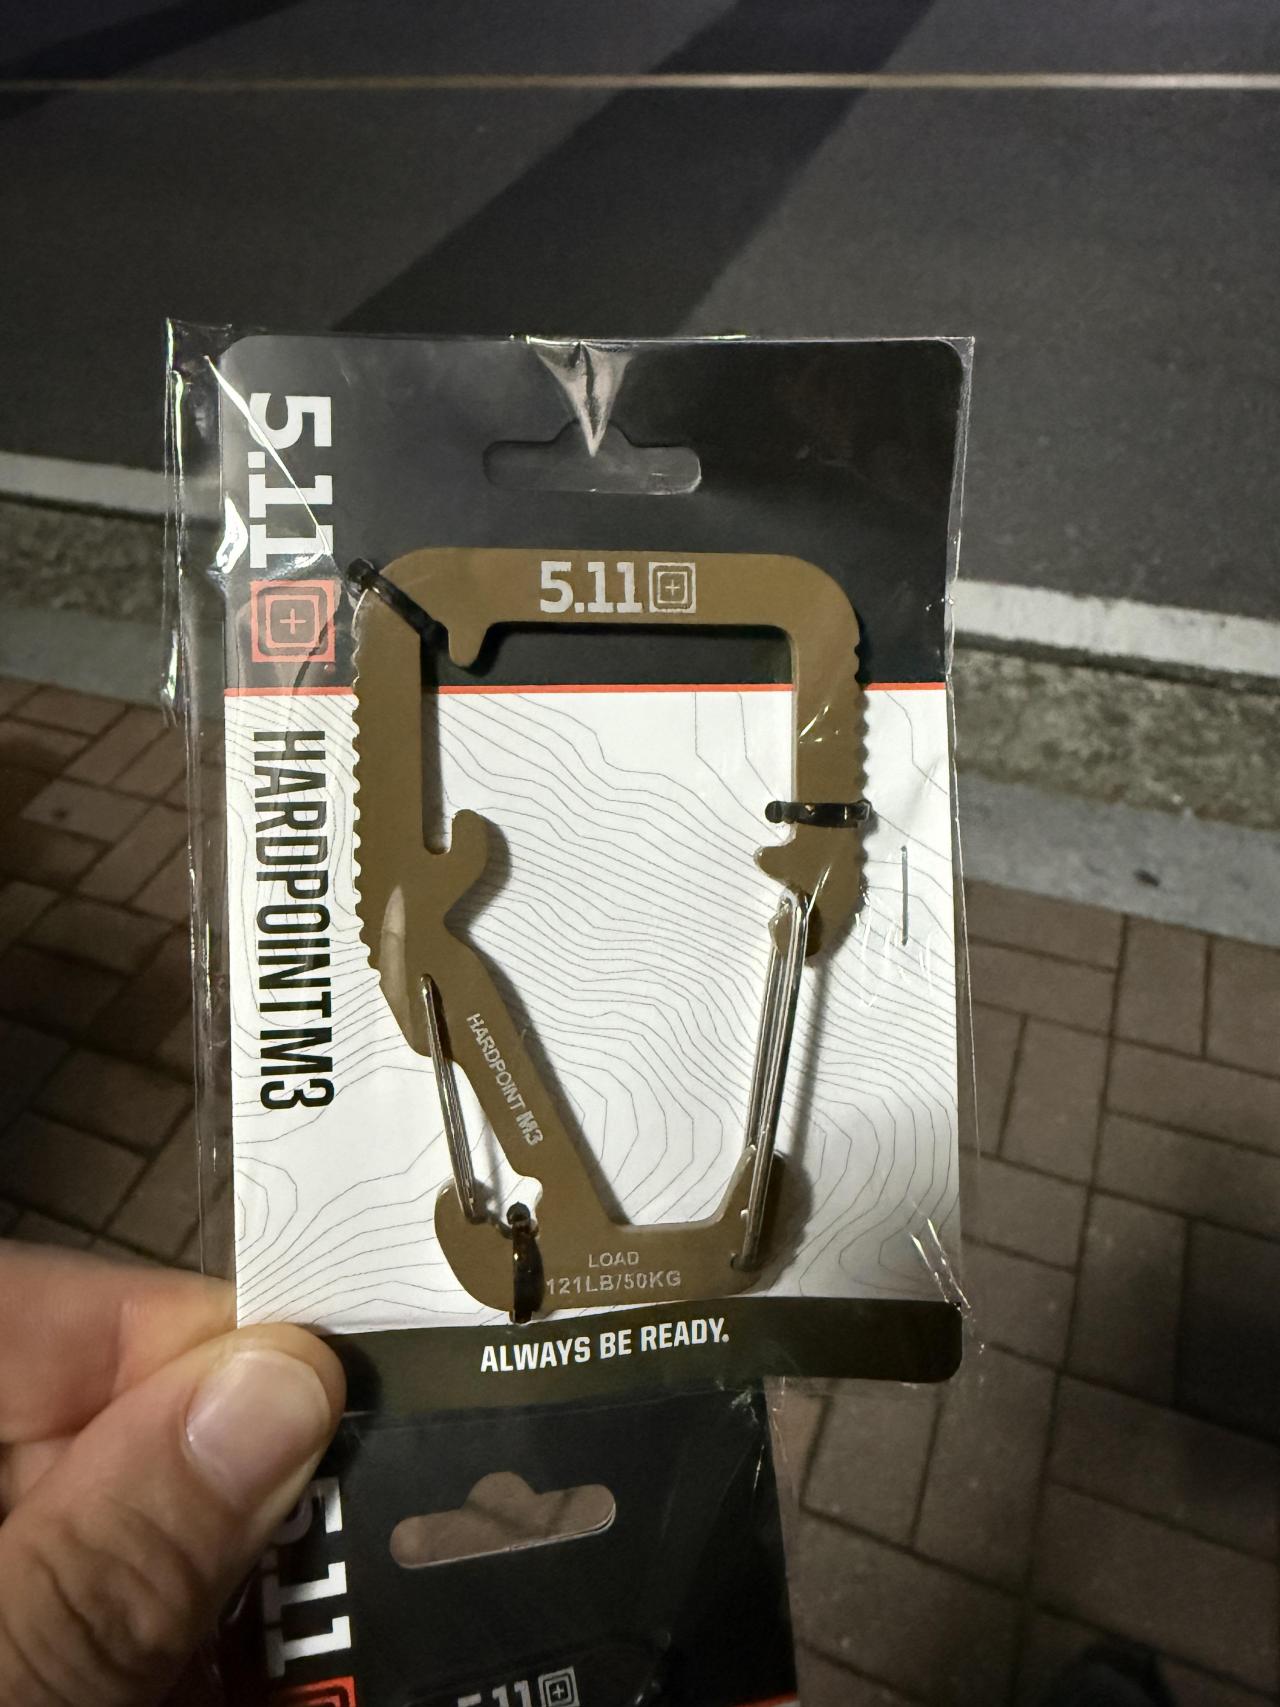 5.11
HARDPOINT M3
5.11
HARDPOINT M3
LOAD
121LB/50KG
ALWAYS BE READY.
5.11
5.11